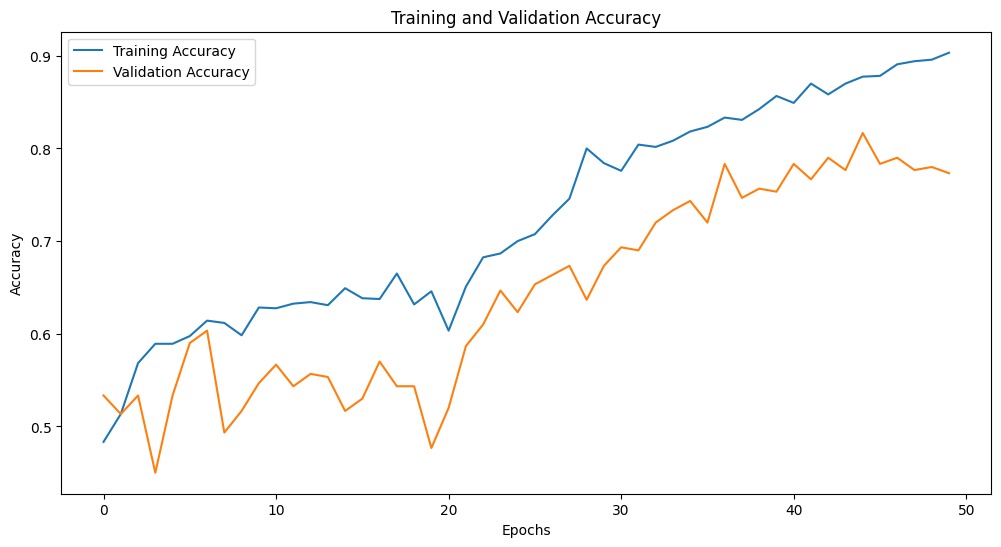 Training and Validation Accuracy
Training Accuracy
Validation Accuracy
Accuracy
0.9
0.8
0.7
0.6
0.5
0 10 20 30 40 50
Epochs